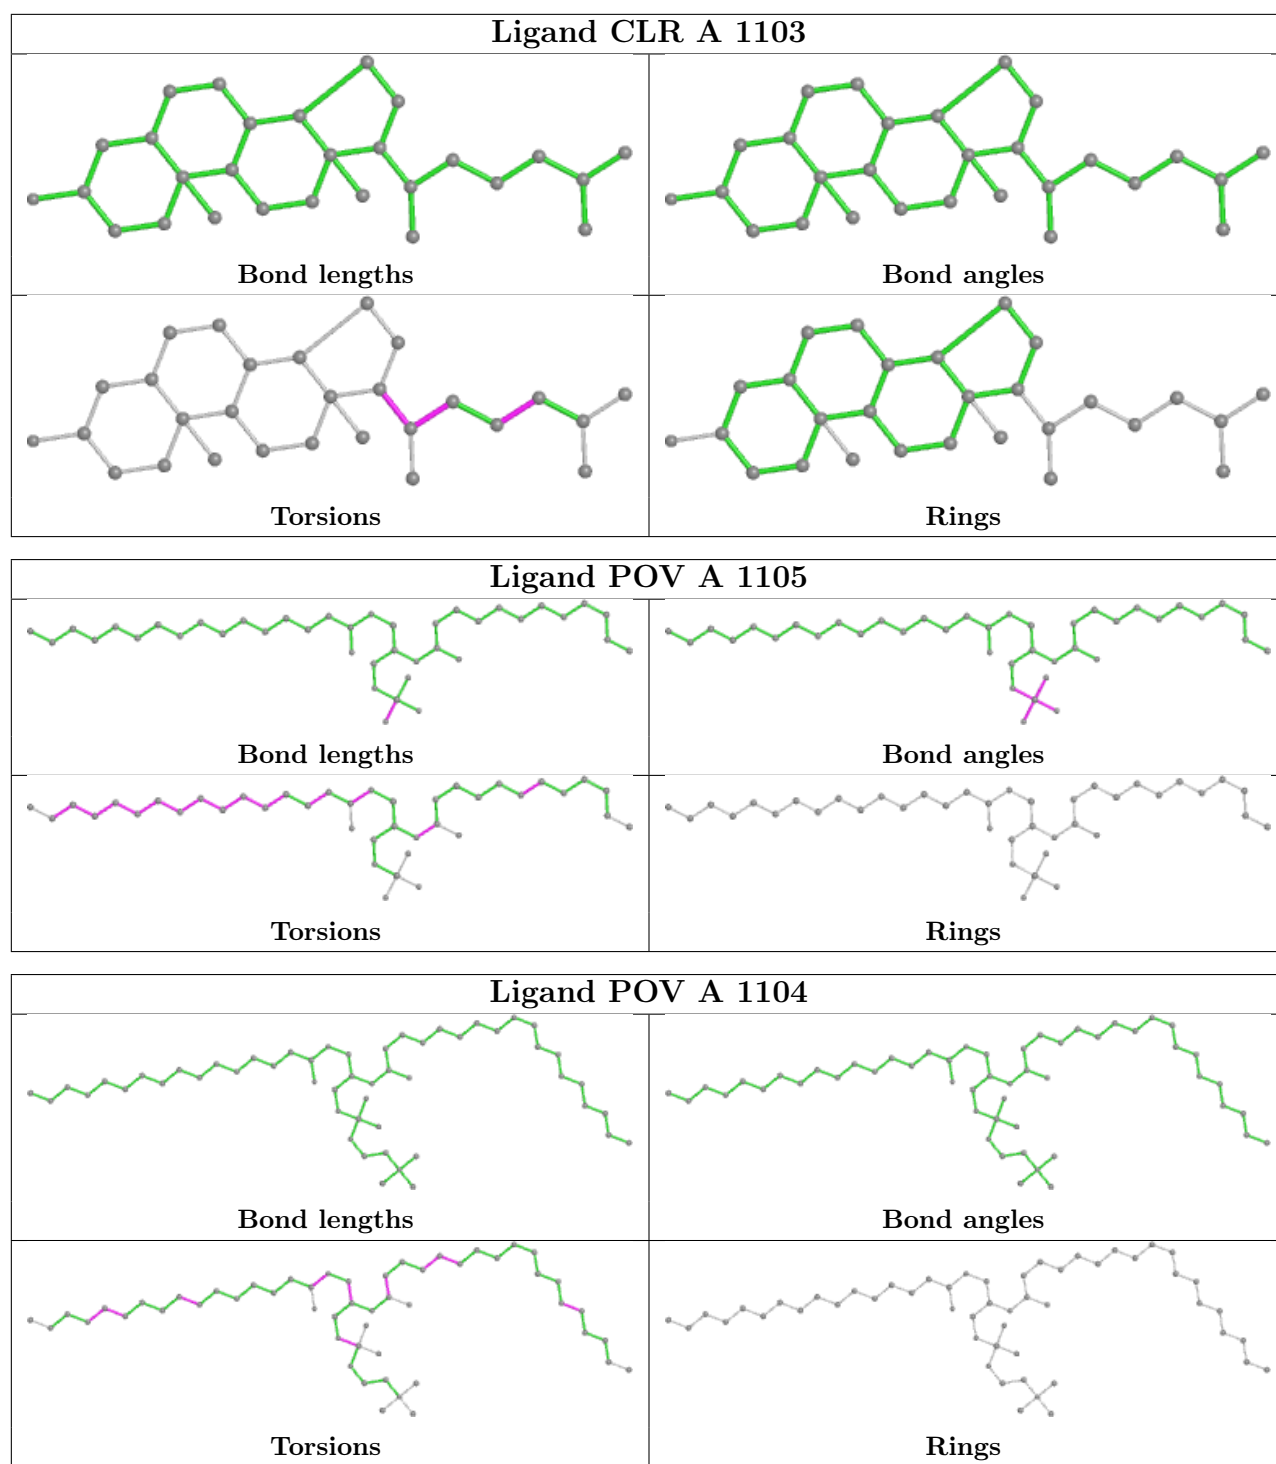 Ligand CLR A 1103
Bond lengths
Bond angles
Torsions
Rings
Ligand POV A 1105
Bond lengths
Bond angles
Torsions
Rings
Ligand POV A 1104
Bond lengths
Bond angles
Torsions
Rings